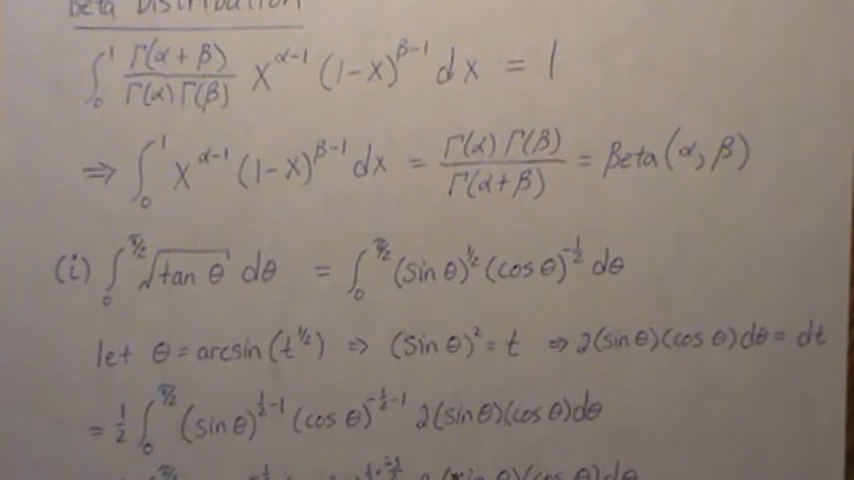 Beta Distribution
∫₀¹ Γ(α+β)/Γ(α)Γ(β) x^(α-1) (1-x)^(β-1) dx = 1
⇒ ∫₀¹ x^(α-1) (1-x)^(β-1) dx = Γ(α)Γ(β)/Γ(α+β) = Beta(α, β)
(i) ∫₀^(π/2) √(tan θ) dθ = ∫₀^(π/2) (sin θ)^(1/2) (cos θ)^(-1/2) dθ
let θ = arcsin(t^(1/2)) ⇒ (sin θ)² = t ⇒ 2(sin θ)(cos θ)dθ = dt
= 1/2 ∫₀^(π/2) (sin θ)^(1/2-1) (cos θ)^(-1/2-1) 2(sin θ)(cos θ)dθ